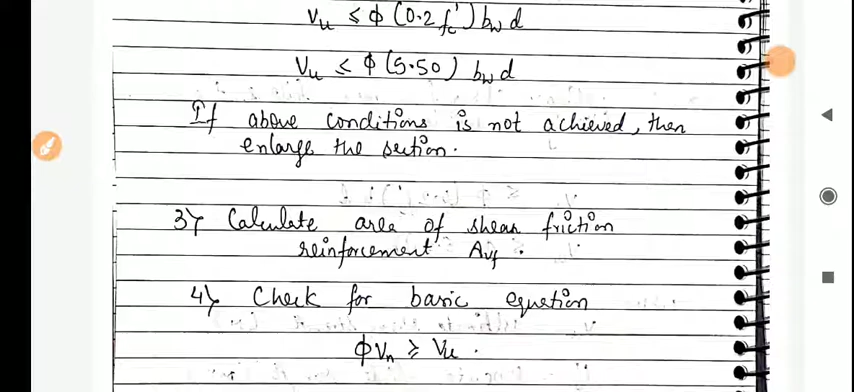 Vu ≤ ϕ (0.2 fc') bw d
Vu ≤ ϕ (5.50) bw d
If above conditions is not achieved, then
enlarge the section.
3) Calculate area of shear friction
reinforcement Avf.
4) Check for basic equation
ϕVn ≥ Vu.